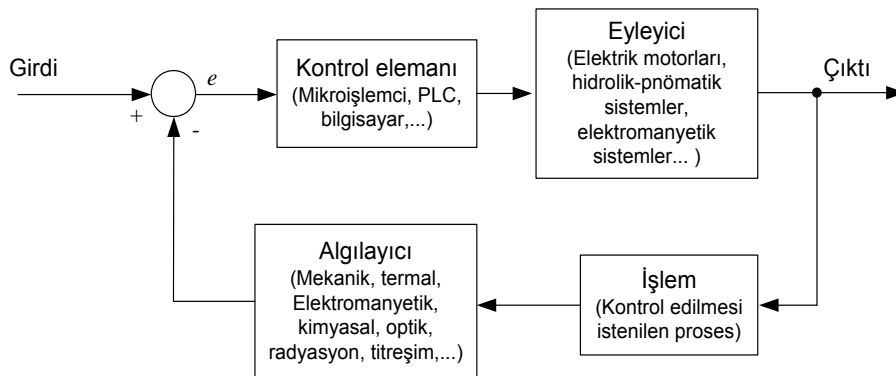 Girdi
+
-
e
Kontrol elemanı
(Mikroişlemci, PLC,
bilgisayar,...)
Eyleyici
(Elektrik motorları,
hidrolik-pnömatik
sistemler,
elektromanyetik
sistemler... )
Çıktı
Algılayıcı
(Mekanik, termal,
Elektromanyetik,
kimyasal, optik,
radyasyon, titreşim,...)
İşlem
(Kontrol edilmesi
istenilen proses)